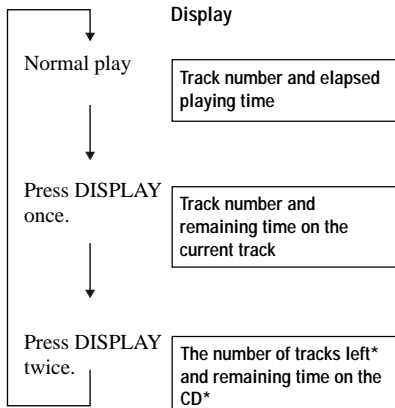 Display
Normal play
Track number and elapsed
playing time
Press DISPLAY
once.
Track number and
remaining time on the
current track
Press DISPLAY
twice.
The number of tracks left*
and remaining time on the
CD*